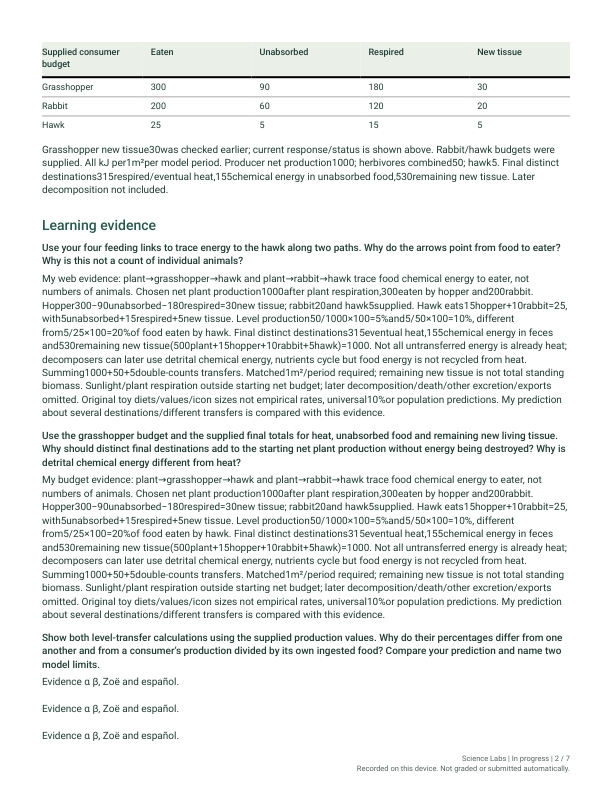 Supplied consumer budget Eaten Unabsorbed Respired New tissue
Grasshopper 300 90 180 30
Rabbit 200 60 120 20
Hawk 25 5 15 5
Grasshopper new tissue30was checked earlier; current response/status is shown above. Rabbit/hawk budgets were
supplied. All kJ per1m²per model period. Producer net production1000; herbivores combined50; hawk5. Final distinct
destinations315respired/eventual heat,155chemical energy in unabsorbed food,530remaining new tissue. Later
decomposition not included.
Learning evidence
Use your four feeding links to trace energy to the hawk along two paths. Why do the arrows point from food to eater?
Why is this not a count of individual animals?
My web evidence: plant→grasshopper→hawk and plant→rabbit→hawk trace food chemical energy to eater, not
numbers of animals. Chosen net plant production1000after plant respiration,300eaten by hopper and200rabbit.
Hopper300−90unabsorbed−180respired=30new tissue; rabbit20and hawk5supplied. Hawk eats15hopper+10rabbit=25,
with5unabsorbed+15respired+5new tissue. Level production50/1000×100=5%and5/50×100=10%, different
from5/25×100=20%of food eaten by hawk. Final distinct destinations315eventual heat,155chemical energy in feces
and530remaining new tissue(500plant+15hopper+10rabbit+5hawk)=1000. Not all untransferred energy is already heat;
decomposers can later use detrital chemical energy, nutrients cycle but food energy is not recycled from heat.
Summing1000+50+5double-counts transfers. Matched1m²/period required; remaining new tissue is not total standing
biomass. Sunlight/plant respiration outside starting net budget; later decomposition/death/other excretion/exports
omitted. Original toy diets/values/icon sizes not empirical rates, universal10%or population predictions. My prediction
about several destinations/different transfers is compared with this evidence.
Use the grasshopper budget and the supplied final totals for heat, unabsorbed food and remaining new living tissue.
Why should distinct final destinations add to the starting net plant production without energy being destroyed? Why is
detrital chemical energy different from heat?
My budget evidence: plant→grasshopper→hawk and plant→rabbit→hawk trace food chemical energy to eater, not
numbers of animals. Chosen net plant production1000after plant respiration,300eaten by hopper and200rabbit.
Hopper300−90unabsorbed−180respired=30new tissue; rabbit20and hawk5supplied. Hawk eats15hopper+10rabbit=25,
with5unabsorbed+15respired+5new tissue. Level production50/1000×100=5%and5/50×100=10%, different
from5/25×100=20%of food eaten by hawk. Final distinct destinations315eventual heat,155chemical energy in feces
and530remaining new tissue(500plant+15hopper+10rabbit+5hawk)=1000. Not all untransferred energy is already heat;
decomposers can later use detrital chemical energy, nutrients cycle but food energy is not recycled from heat.
Summing1000+50+5double-counts transfers. Matched1m²/period required; remaining new tissue is not total standing
biomass. Sunlight/plant respiration outside starting net budget; later decomposition/death/other excretion/exports
omitted. Original toy diets/values/icon sizes not empirical rates, universal10%or population predictions. My prediction
about several destinations/different transfers is compared with this evidence.
Show both level-transfer calculations using the supplied production values. Why do their percentages differ from one
another and from a consumer's production divided by its own ingested food? Compare your prediction and name two
model limits.
Evidence α β, Zoë and español.
Evidence α β, Zoë and español.
Evidence α β, Zoë and español.
Science Labs | In progress | 2 / 7
Recorded on this device. Not graded or submitted automatically.